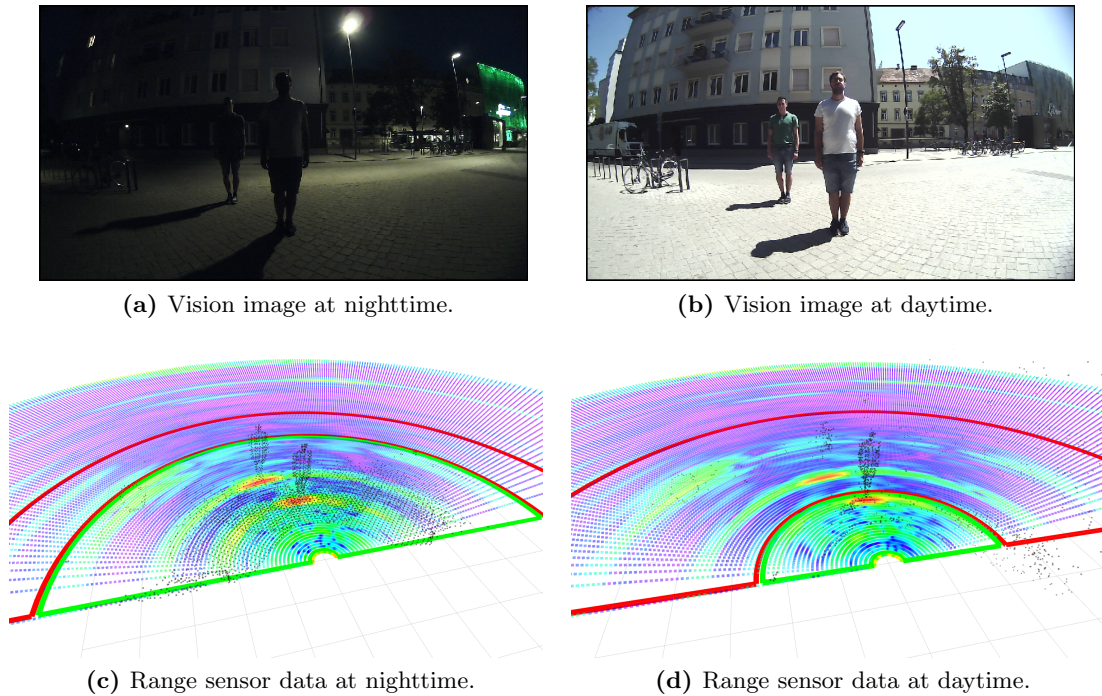 (a) Vision image at nighttime.
(b) Vision image at daytime.
(c) Range sensor data at nighttime.
(d) Range sensor data at daytime.